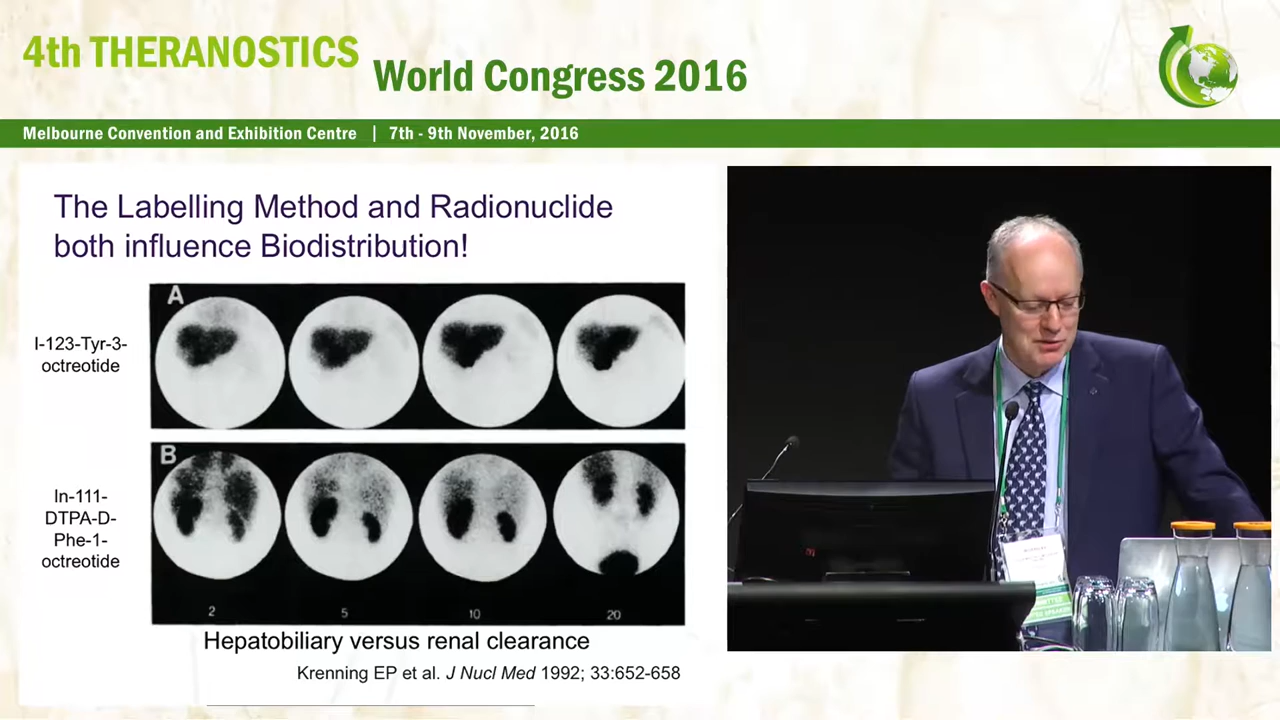 4th THERANOSTICS
World Congress 2016
Melbourne Convention and Exhibition Centre | 7th - 9th November, 2016
The Labelling Method and Radionuclide
both influence Biodistribution!
A
I-123-Tyr-3-
octreotide
B
In-111-
DTPA-D-
Phe-1-
octreotide
2 5 10 20
Hepatobiliary versus renal clearance
Krenning EP et al. J Nucl Med 1992; 33:652-658